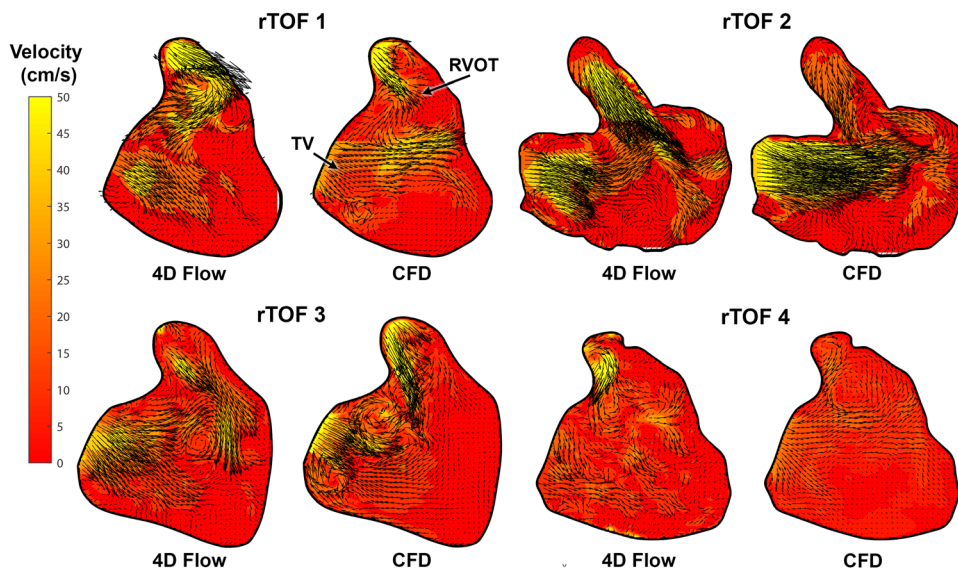 rTOF 1
rTOF 2
Velocity
(cm/s)
50
45
40
35
30
25
20
15
10
5
0
RVOT
TV
4D Flow
CFD
4D Flow
CFD
rTOF 3
rTOF 4
4D Flow
CFD
4D Flow
CFD